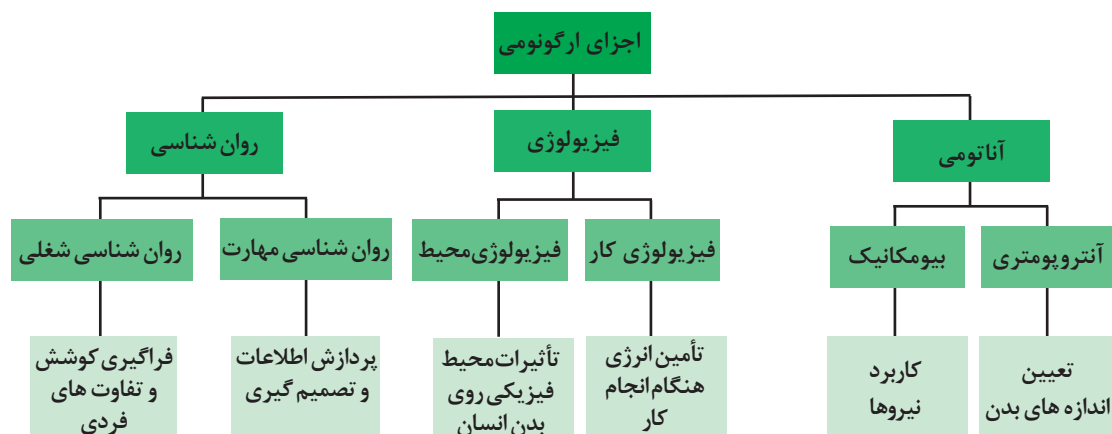 اجزای ارگونومی
آناتومی
فیزیولوژی
روان شناسی
آنتروپومتری
بیومکانیک
فیزیولوژی کار
فیزیولوژی محیط
روان شناسی مهارت
روان شناسی شغلی
تعیین
اندازه های بدن
کاربرد
نیروها
تأمین انرژی
هنگام انجام
کار
تأثیرات محیط
فیزیکی روی
بدن انسان
پردازش اطلاعات
و تصمیم گیری
فراگیری کوشش
و تفاوت های
فردی